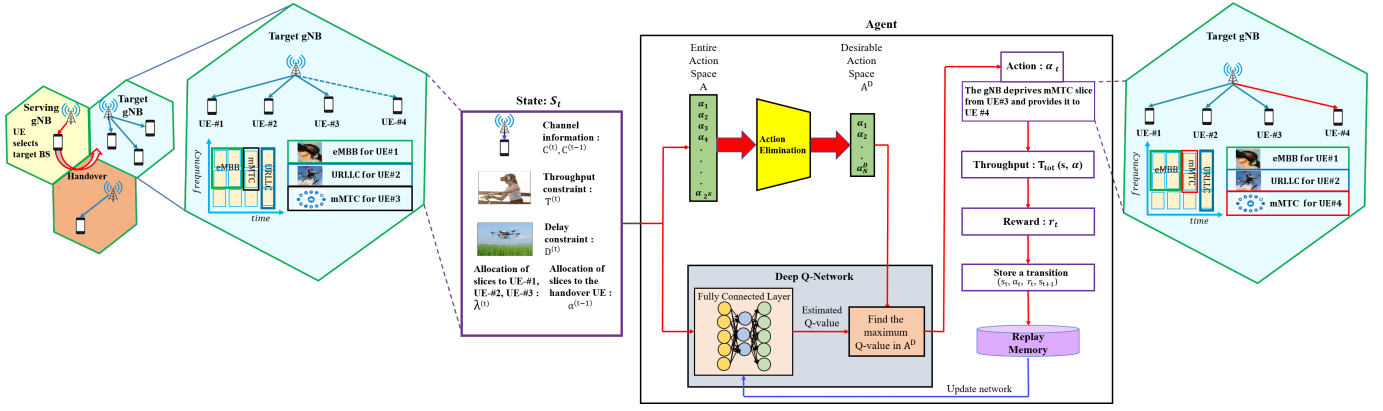 Serving
gNB
UE
selects
target BS
Target
gNB
Handover
Target gNB
UE-#1
UE-#2
UE-#3
UE-#4
frequency
eMBB
mMTC
URLLC
time
eMBB for UE#1
URLLC for UE#2
mMTC for UE#3
State: S_t
Channel
information :
C^(t), C^(t−1)
Throughput
constraint :
T^(t)
Delay
constraint :
D^(t)
Allocation of
slices to UE-#1,
UE-#2, UE-#3 :
λ^(t)
Allocation of
slices to the
handover UE :
α^(t−1)
Agent
Entire
Action
Space
A
α_1
α_2
α_3
α_4
.
.
.
.
α_2^N
Action
Elimination
Desirable
Action
Space
A^D
α_1
α_2
.
.
.
α_N^D
Deep Q-Network
Fully Connected Layer
Estimated
Q-value
Find the
maximum
Q-value in A^D
Action : α_t
The gNB deprives mMTC slice
from UE#3 and provides it to
UE #4
Throughput : T_tot (s, α)
Reward : r_t
Store a transition
(s_t, α_t, r_t, s_t+1)
Replay
Memory
Update network
Target gNB
UE-#1
UE-#2
UE-#3
UE-#4
frequency
eMBB
mMTC
URLLC
time
eMBB for UE#1
URLLC for UE#2
mMTC for UE#4